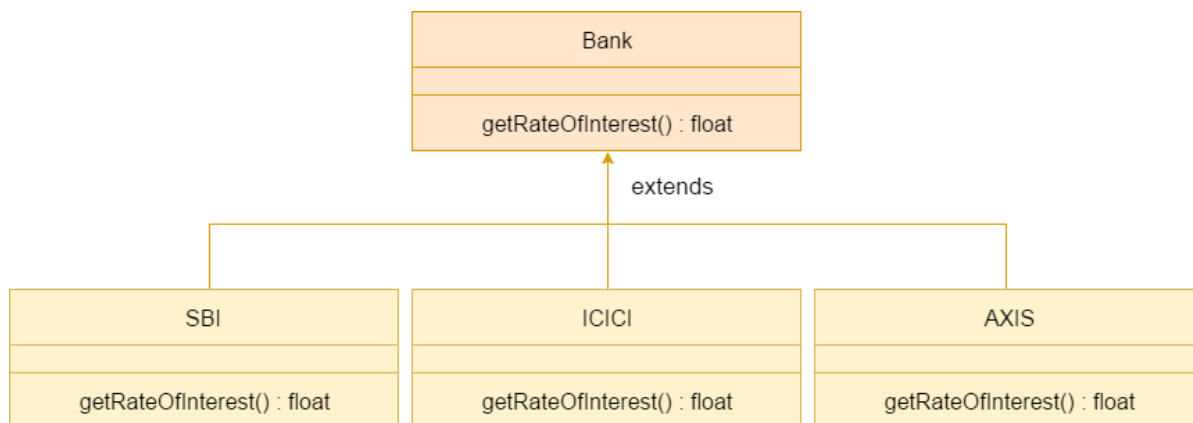 Bank
getRateOfInterest() : float
extends
SBI
ICICI
AXIS
getRateOfInterest() : float
getRateOfInterest() : float
getRateOfInterest() : float